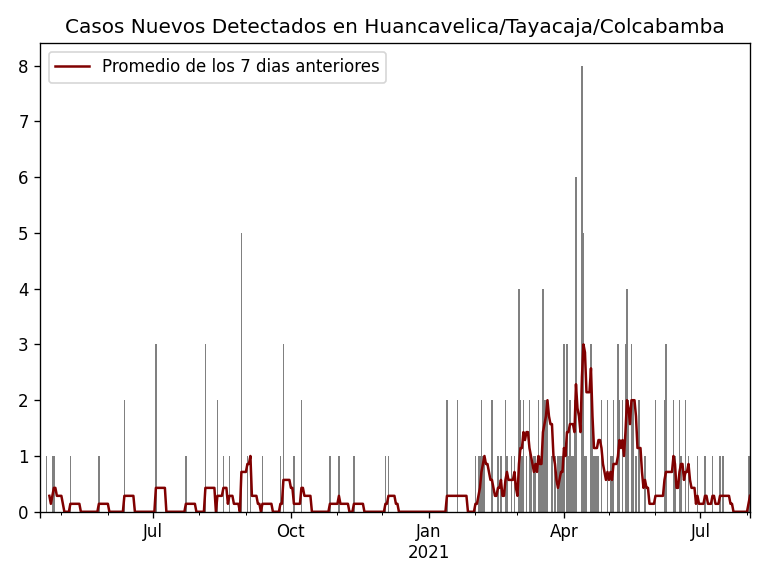 Casos Nuevos Detectados en Huancavelica/Tayacaja/Colcabamba
Promedio de los 7 dias anteriores
8
7
6
5
4
3
2
1
0
Jul
Oct
Jan
2021
Apr
Jul